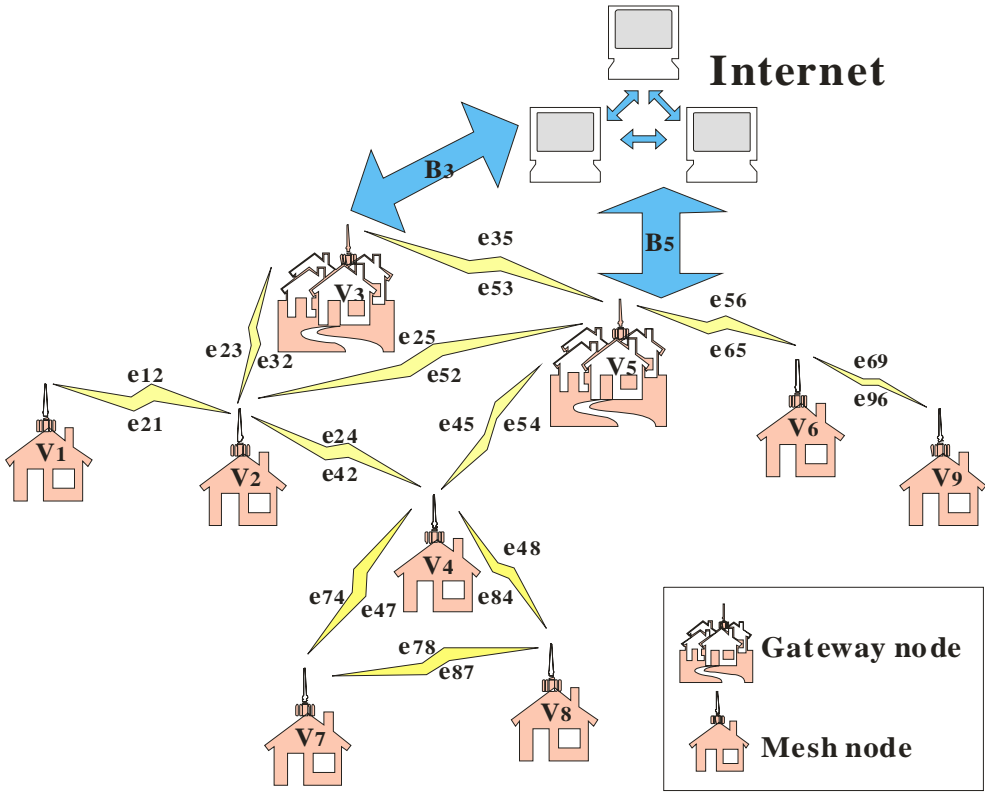 Internet
B3
B5
e35
e53
V3
e23
e32
e25
e52
V5
e56
e65
e69
e96
e12
e21
V1
V2
e24
e42
e45
e54
V6
V9
V4
e48
e84
e74
e47
e78
e87
V7
V8
Gateway node
Mesh node